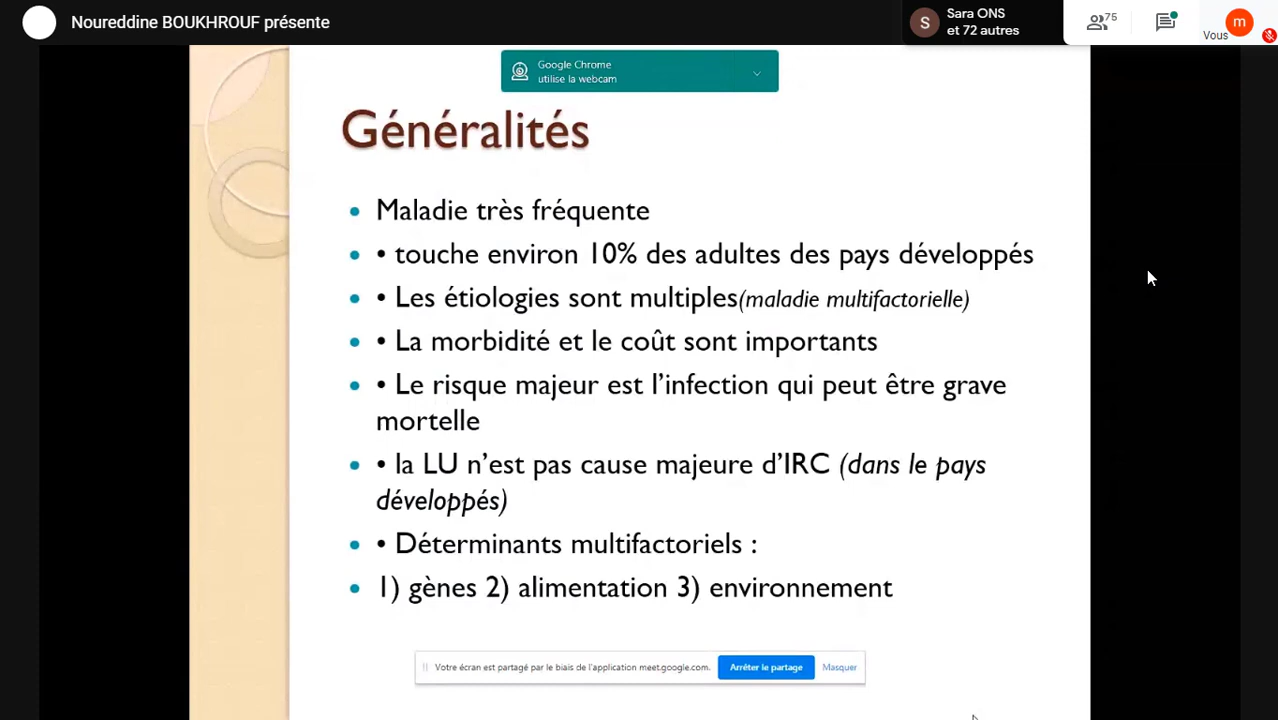 Noureddine BOUKHROUF présente
Sara ONS
et 72 autres
S
75
m
Vous
Google Chrome
utilise la webcam
Généralités
• Maladie très fréquente
• • touche environ 10% des adultes des pays développés
• • Les étiologies sont multiples(maladie multifactorielle)
• • La morbidité et le coût sont importants
• • Le risque majeur est l’infection qui peut être grave
mortelle
• • la LU n’est pas cause majeure d’IRC (dans le pays
développés)
• • Déterminants multifactoriels :
• 1) gènes 2) alimentation 3) environnement
Votre écran est partagé par le biais de l'application meet.google.com. Arrêter le partage Masquer